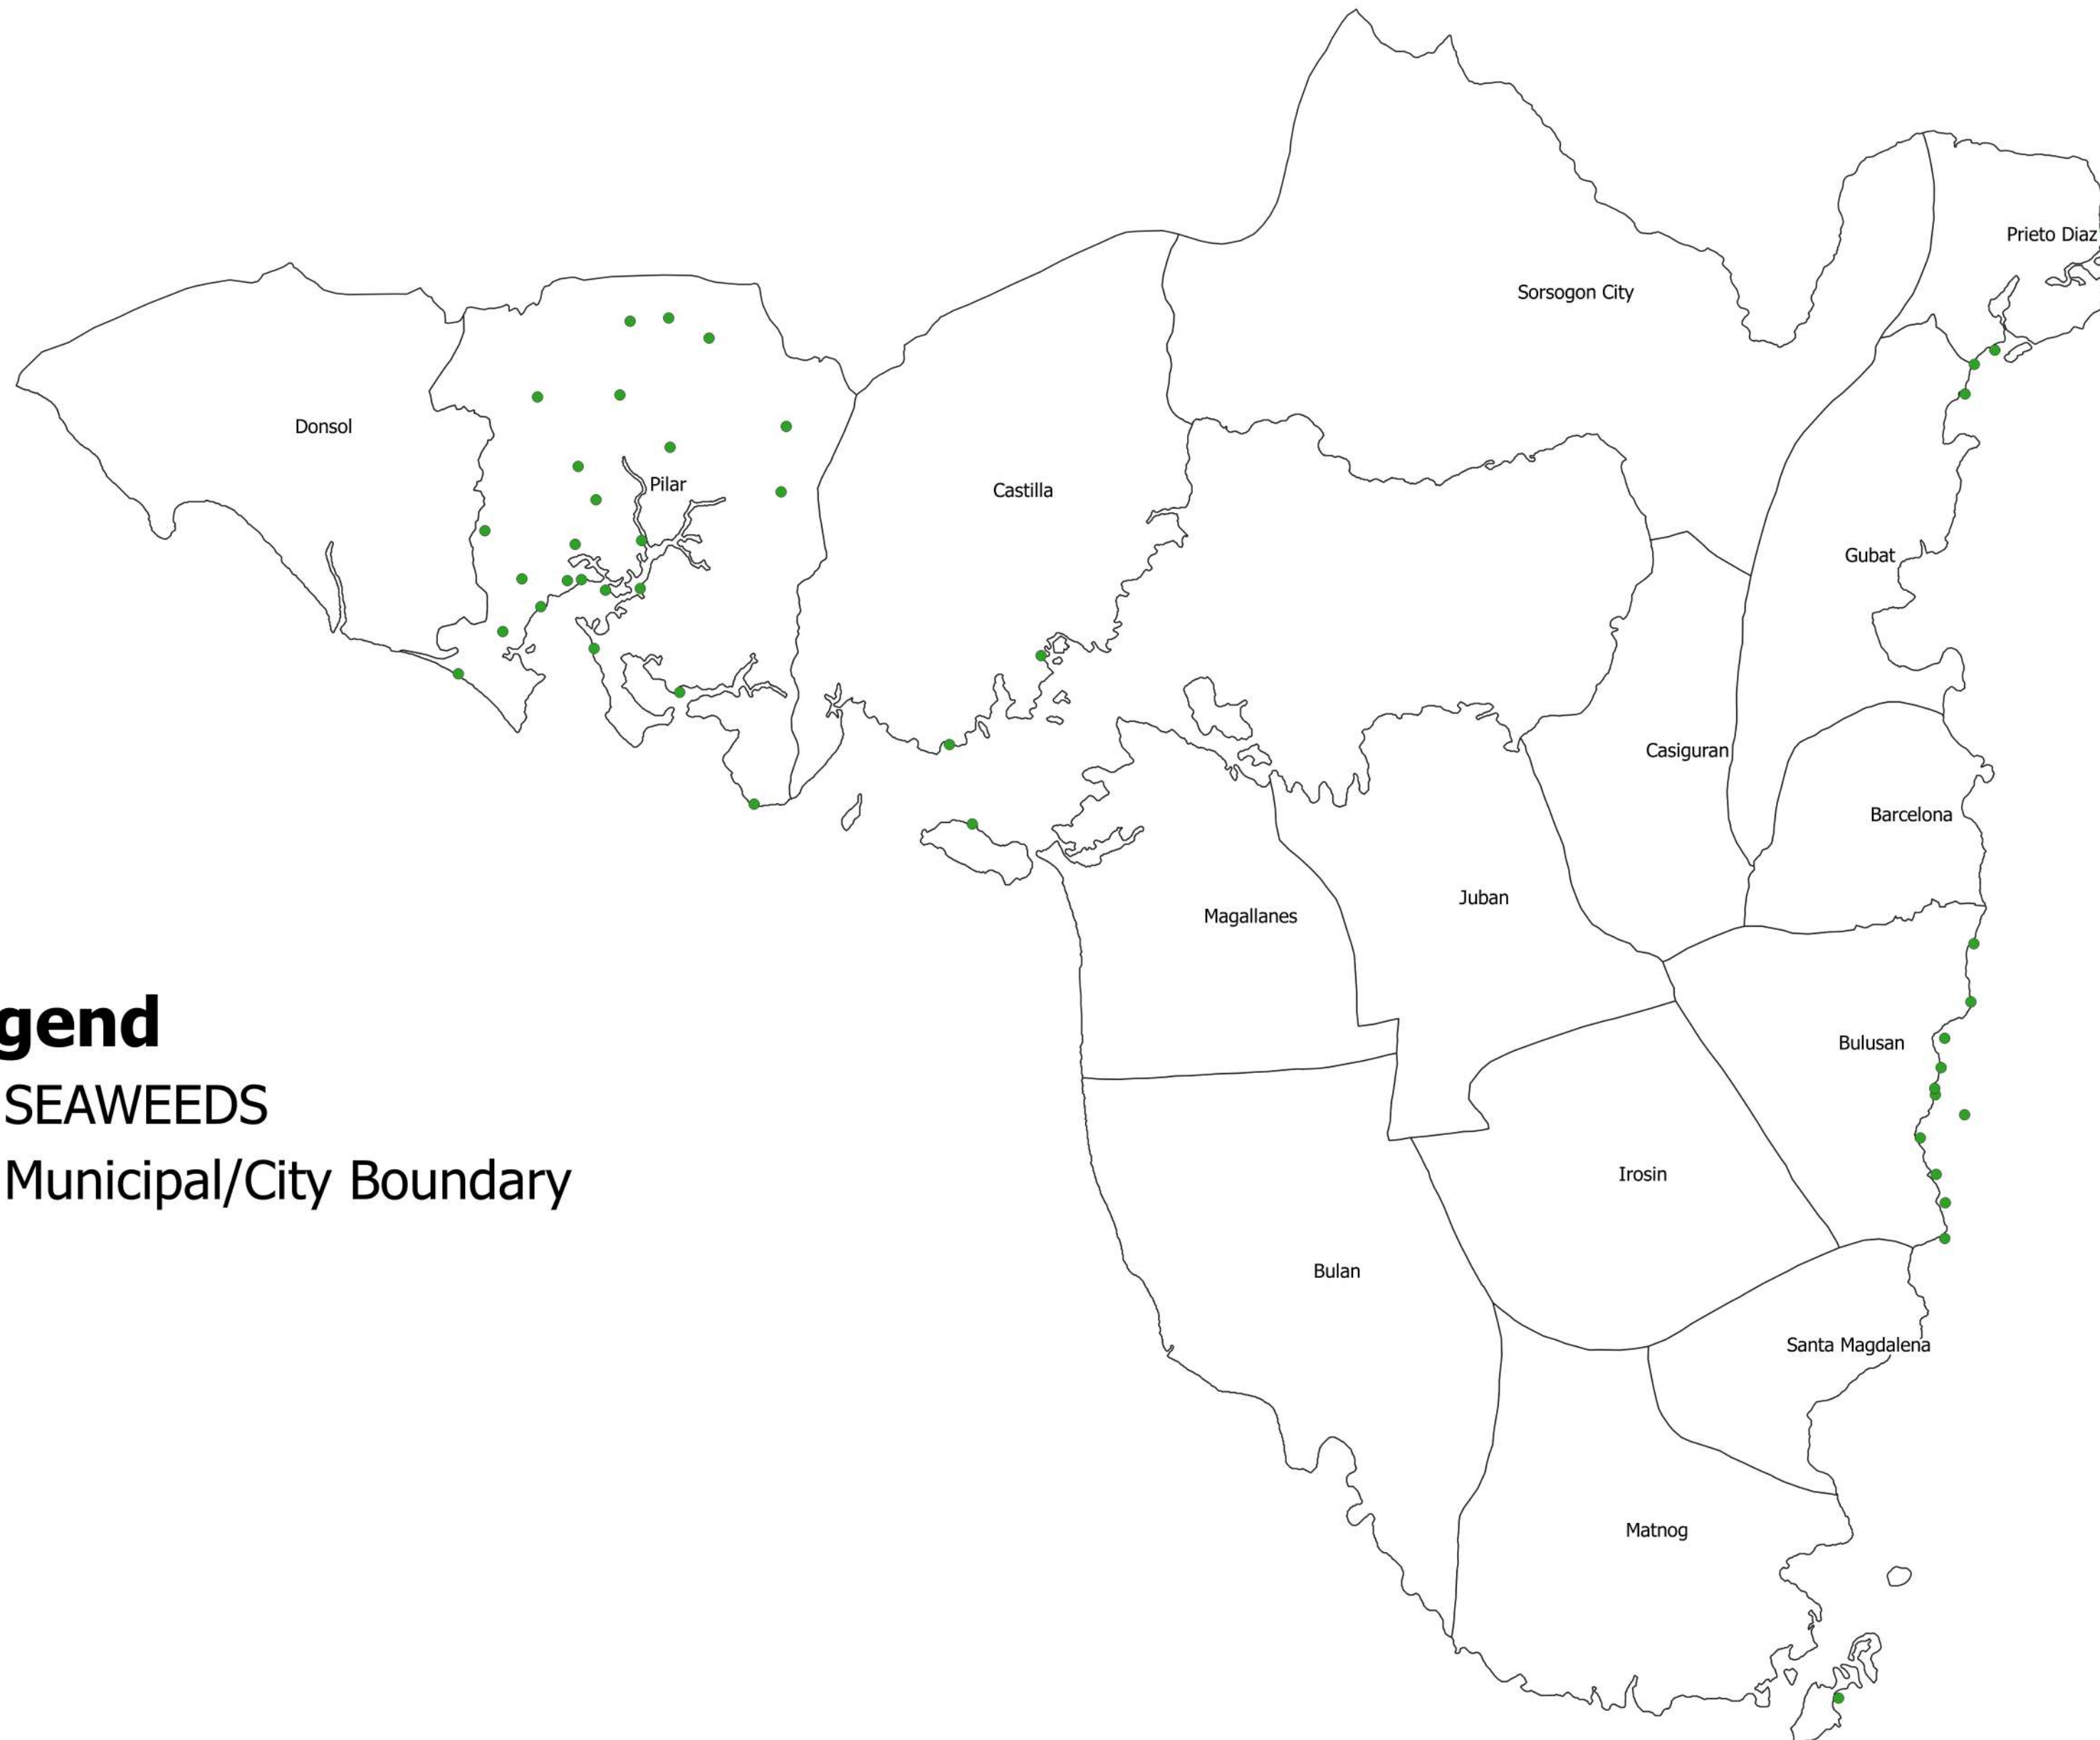 Prieto Diaz
Sorsogon City
Donsol
Pilar
Castilla
Gubat
Casiguran
Barcelona
Juban
Magallanes
gend
SEAWEEDS
Municipal/City Boundary
Bulusan
Irosin
Bulan
Santa Magdalena
Matnog